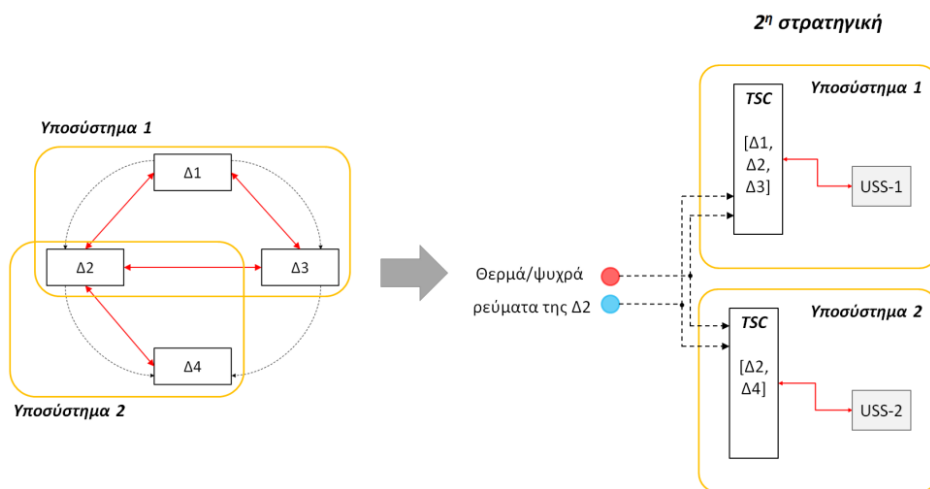 2η στρατηγική
Υποσύστημα 1
Δ1
Δ2
Δ3
Δ4
Υποσύστημα 2
Θερμά/ψυχρά
ρεύματα της Δ2
Υποσύστημα 1
TSC
[Δ1,
Δ2,
Δ3]
USS-1
Υποσύστημα 2
TSC
[Δ2,
Δ4]
USS-2